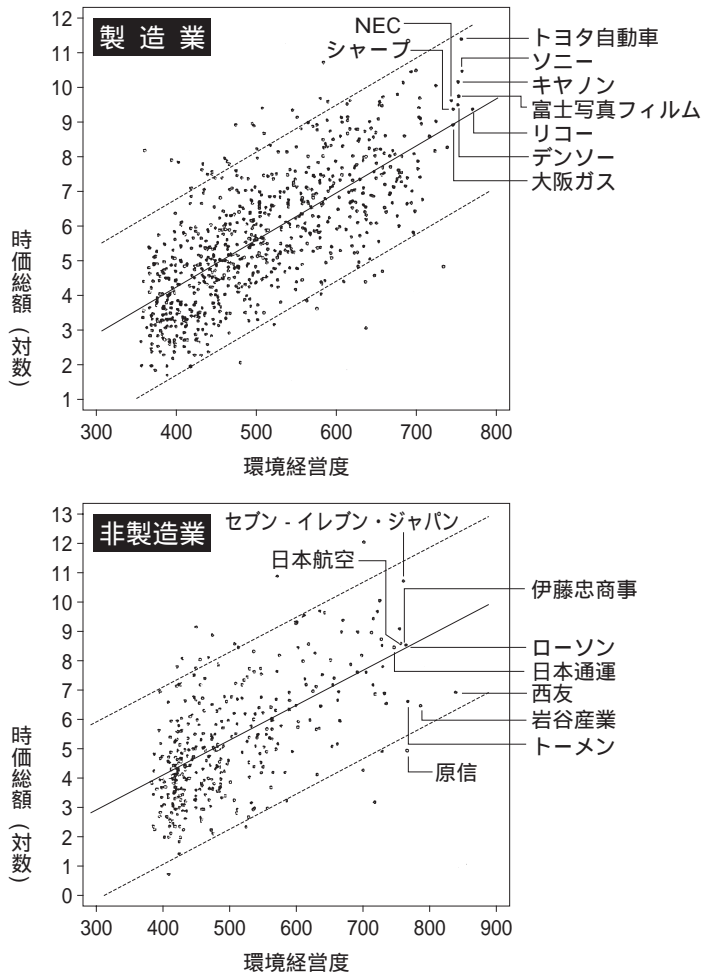 製造業
NEC
シャープ
トヨタ自動車
ソニー
キヤノン
富士写真フィルム
リコー
デンソー
大阪ガス
時価総額(対数)
12
11
10
9
8
7
6
5
4
3
2
1
300 400 500 600 700 800
環境経営度
非製造業
セブン - イレブン・ジャパン
日本航空
伊藤忠商事
ローソン
日本通運
西友
岩谷産業
トーメン
原信
時価総額(対数)
13
12
11
10
9
8
7
6
5
4
3
2
1
0
300 400 500 600 700 800 900
環境経営度